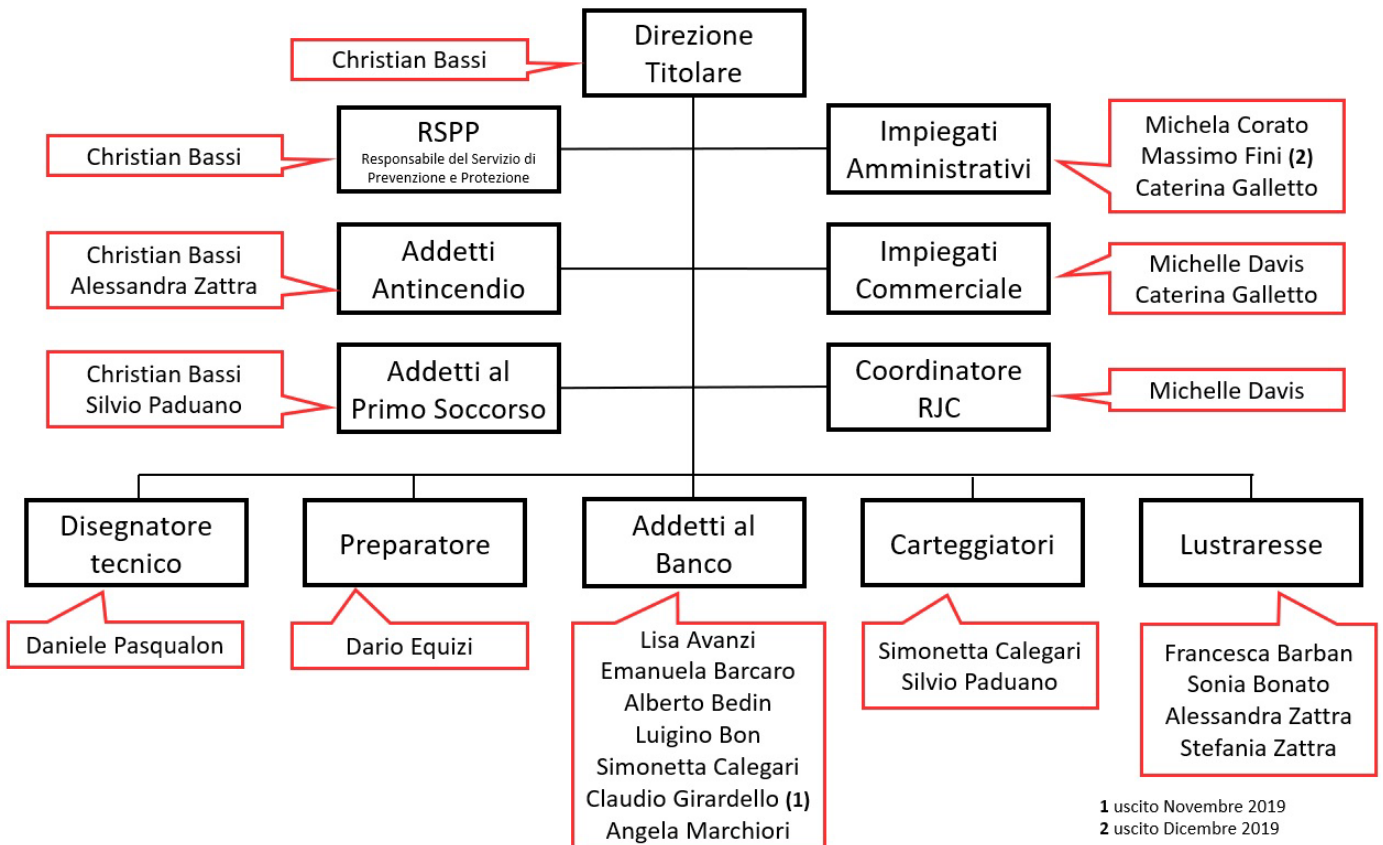 Direzione
Titolare
Christian Bassi
RSPP
Responsabile del Servizio di
Prevenzione e Protezione
Christian Bassi
Impiegati
Amministrativi
Michela Corato
Massimo Fini (2)
Caterina Galletto
Addetti
Antincendio
Christian Bassi
Alessandra Zattra
Impiegati
Commerciale
Michelle Davis
Caterina Galletto
Addetti al
Primo Soccorso
Christian Bassi
Silvio Paduano
Coordinatore
RJC
Michelle Davis
Disegnatore
tecnico
Daniele Pasqualon
Preparatore
Dario Equizi
Addetti al
Banco
Lisa Avanzi
Emanuela Barcaro
Alberto Bedin
Luigino Bon
Simonetta Calegari
Claudio Girardello (1)
Angela Marchiori
Carteggiatori
Simonetta Calegari
Silvio Paduano
Lustraresse
Francesca Barban
Sonia Bonato
Alessandra Zattra
Stefania Zattra
1 uscito Novembre 2019
2 uscito Dicembre 2019